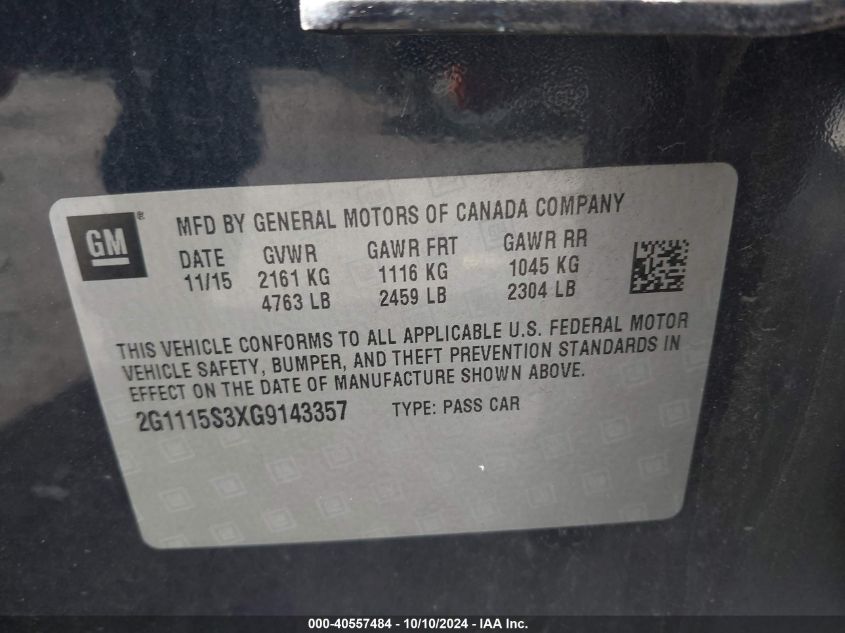 GM ®
MFD BY GENERAL MOTORS OF CANADA COMPANY
DATE GVWR GAWR FRT GAWR RR
11/15 2161 KG 1116 KG 1045 KG
4763 LB 2459 LB 2304 LB
THIS VEHICLE CONFORMS TO ALL APPLICABLE U.S. FEDERAL MOTOR
VEHICLE SAFETY, BUMPER, AND THEFT PREVENTION STANDARDS IN
EFFECT ON THE DATE OF MANUFACTURE SHOWN ABOVE.
2G1115S3XG9143357 TYPE: PASS CAR
000-40557484 - 10/10/2024 - IAA Inc.